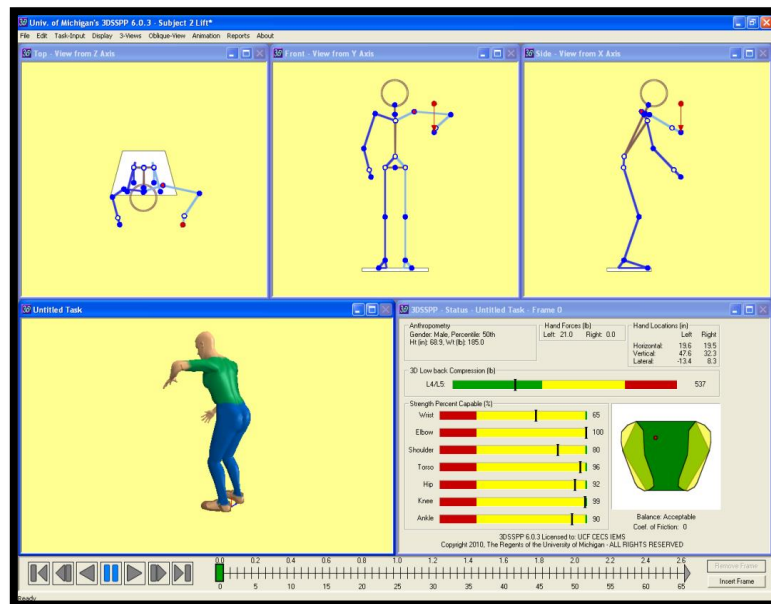 Univ. of Michigan's 3DSSPP 6.0.3 - Subject 2 Lift*
File Edit Task-Input Display 3-Views Oblique-View Animation Reports About
Top - View from Z Axis
Front - View from Y Axis
Side - View from X Axis
Untitled Task
3DSSPP - Status - Untitled Task - Frame 0
Anthropometry
Gender: Male, Percentile: 50th
Ht (in): 68.9, Wt (lb): 185.0
Hand Forces (lb)
Left: 21.0 Right: 0.0
Hand Locations (in)
Left Right
Horizontal: 19.6 19.5
Vertical: 47.6 32.3
Lateral: -13.4 8.3
3D Low back Compression (lb)
L4/L5: 537
Strength Percent Capable (%)
Wrist 65
Elbow 100
Shoulder 80
Torso 96
Hip 92
Knee 99
Ankle 90
Balance: Acceptable
Coef. of Friction: 0
3DSSPP 6.0.3 Licensed to: UCF CECS IEMS
Copyright 2010, The Regents of the University of Michigan - ALL RIGHTS RESERVED
0.0 0.2 0.4 0.6 0.8 1.0 1.2 1.4 1.6 1.8 2.0 2.2 2.4 2.6
0 5 10 15 20 25 30 35 40 45 50 55 60 65
Remove Frame
Insert Frame
Ready